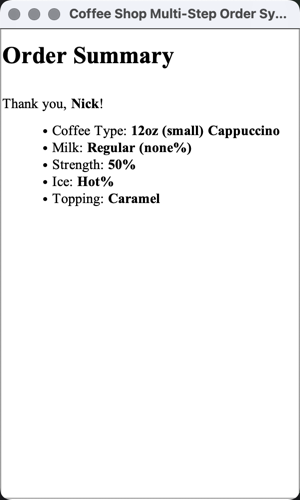 Coffee Shop Multi-Step Order Sy...
Order Summary
Thank you, Nick!
• Coffee Type: 12oz (small) Cappuccino
• Milk: Regular (none%)
• Strength: 50%
• Ice: Hot%
• Topping: Caramel